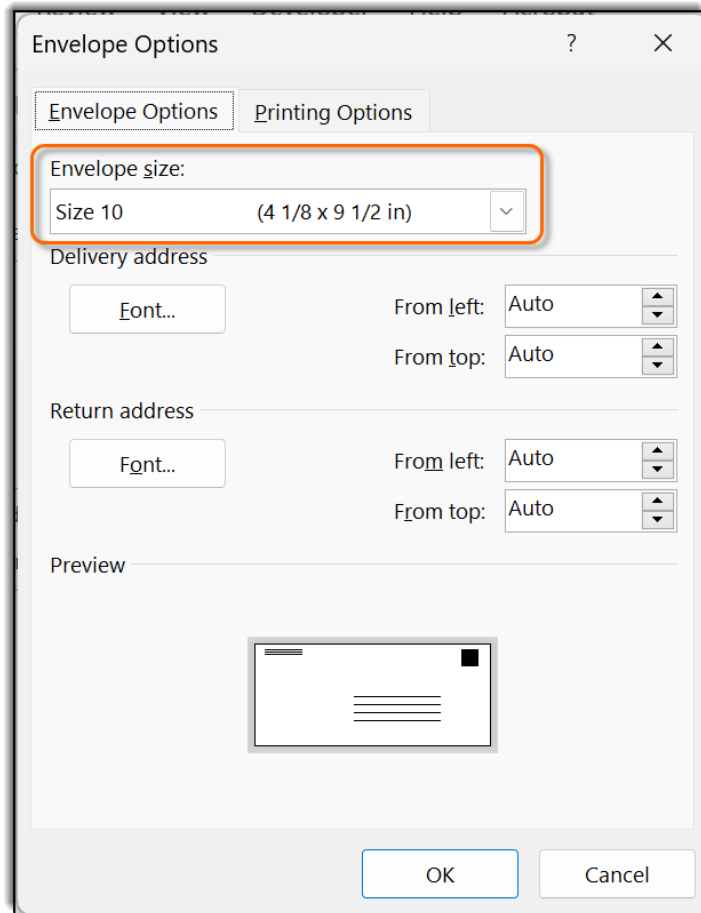 Envelope Options ?
Envelope Options Printing Options
Envelope size:
Size 10 (4 1/8 x 9 1/2 in)
Delivery address
Font... From left: Auto
From top: Auto
Return address
Font... From left: Auto
From top: Auto
Preview
OK Cancel